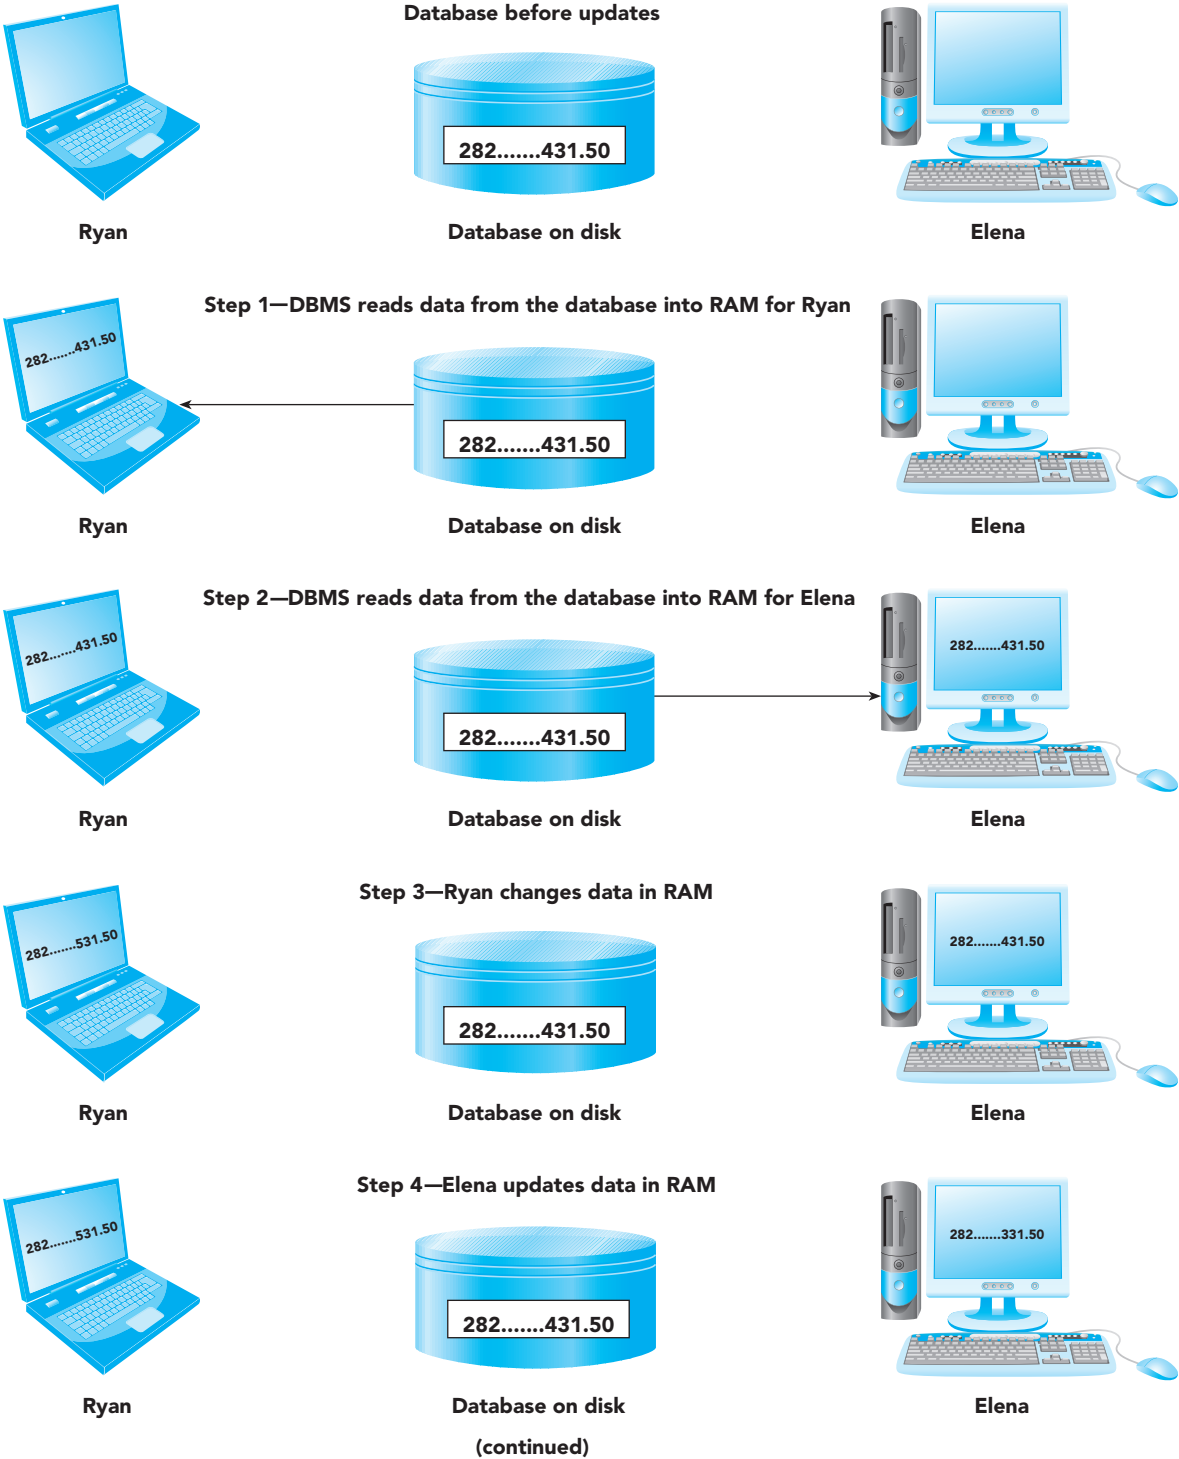 Database before updates
282.......431.50
Ryan
Database on disk
Elena
Step 1—DBMS reads data from the database into RAM for Ryan
282.......431.50
282.......431.50
Ryan
Database on disk
Elena
Step 2—DBMS reads data from the database into RAM for Elena
282.......431.50
282.......431.50
282.......431.50
Ryan
Database on disk
Elena
Step 3—Ryan changes data in RAM
282.......531.50
282.......431.50
282.......431.50
Ryan
Database on disk
Elena
Step 4—Elena updates data in RAM
282.......531.50
282.......431.50
282.......331.50
Ryan
Database on disk
Elena
(continued)